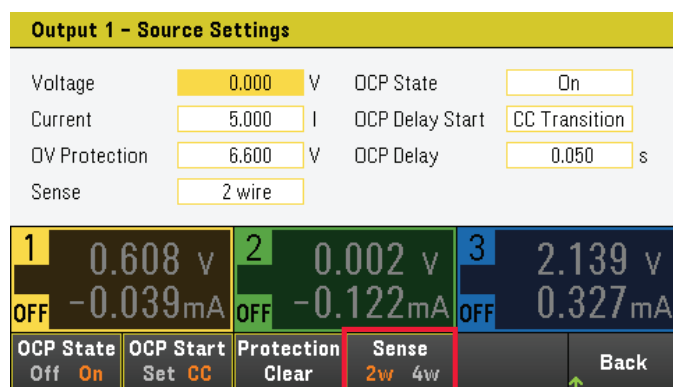 Output 1 – Source Settings
Voltage 0.000 V OCP State On
Current 5.000 I OCP Delay Start CC Transition
OV Protection 6.600 V OCP Delay 0.050 s
Sense 2 wire
1 0.608 V 2 0.002 V 3 2.139 V
OFF -0.039mA OFF -0.122mA OFF 0.327mA
OCP State OCP Start Protection Sense
Off On Set CC Clear 2w 4w Back